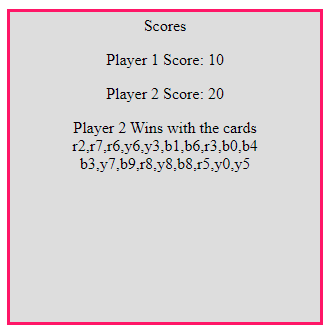 Scores
Player 1 Score: 10
Player 2 Score: 20
Player 2 Wins with the cards
r2,r7,r6,y6,y3,b1,b6,r3,b0,b4
b3,y7,b9,r8,y8,b8,r5,y0,y5